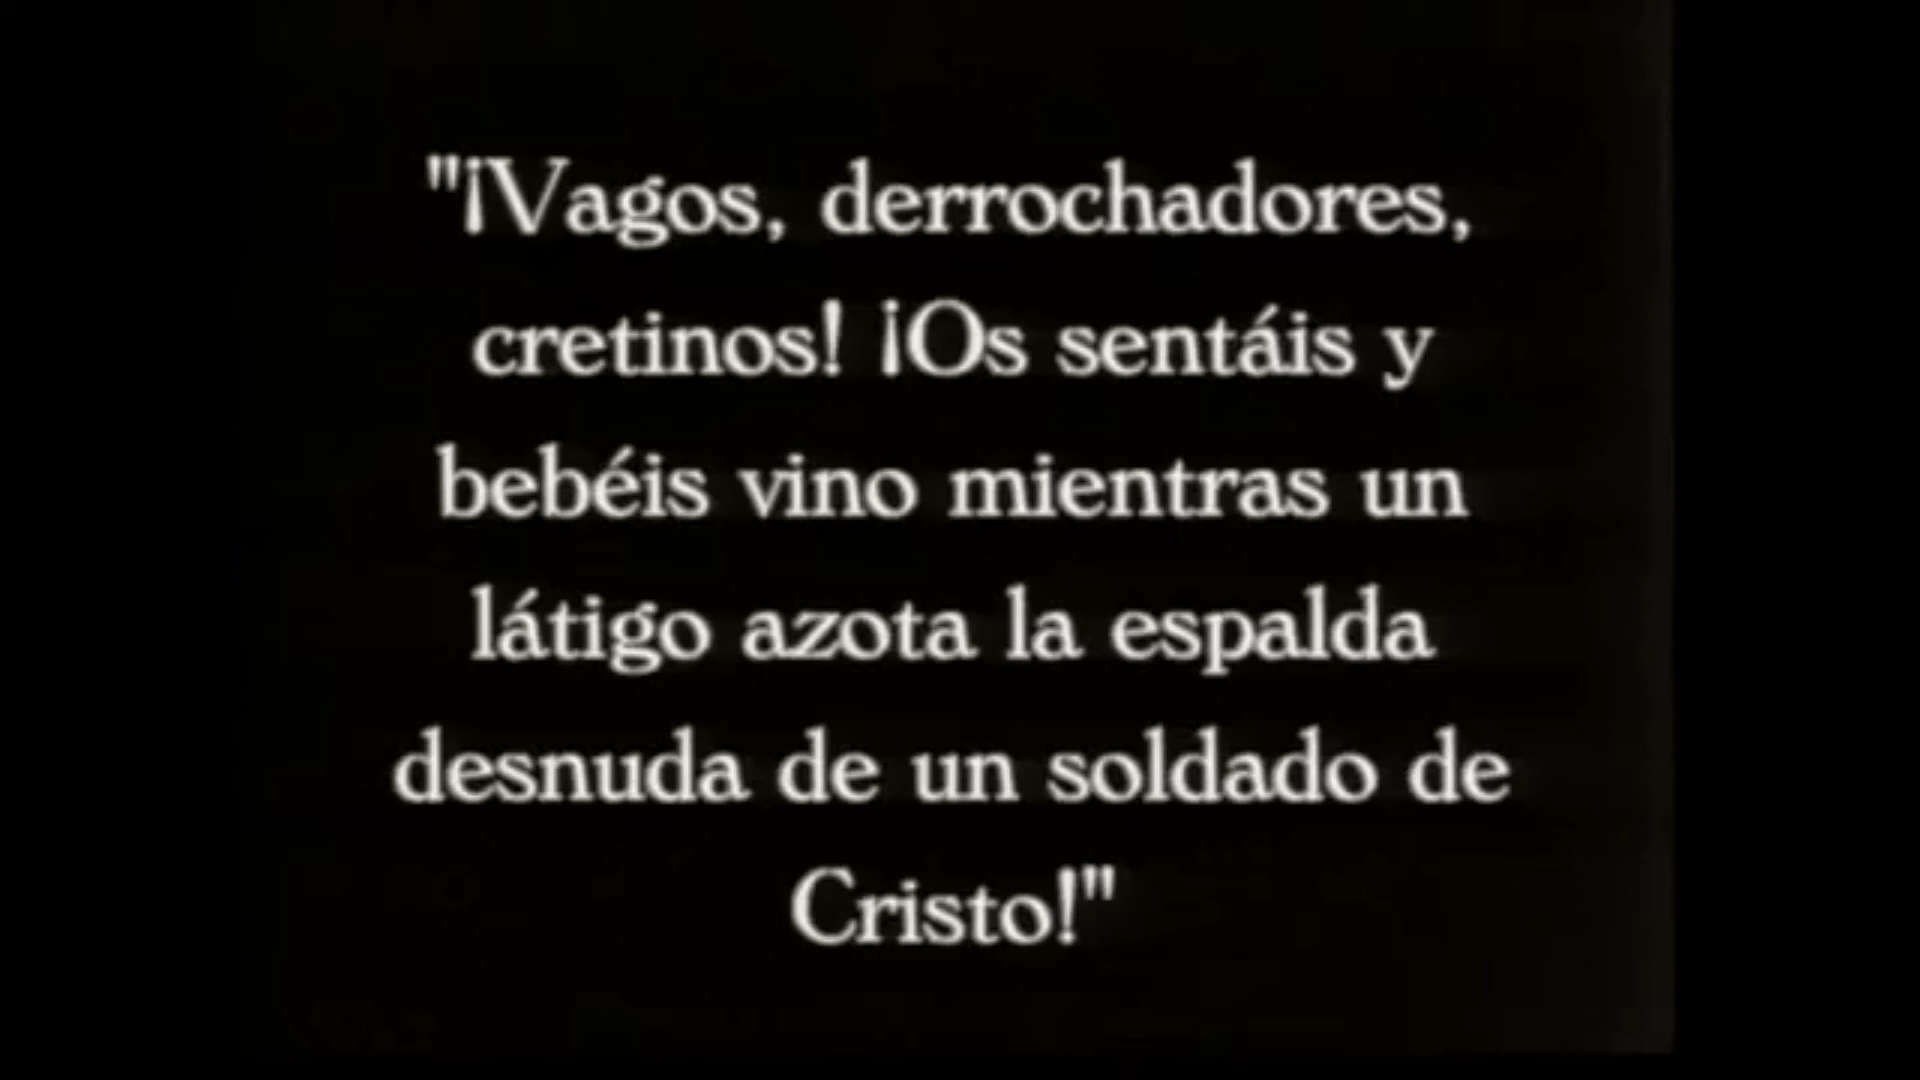 "¡Vagos, derrochadores,
cretinos! ¡Os sentáis y
bebéis vino mientras un
látigo azota la espalda
desnuda de un soldado de
Cristo!"